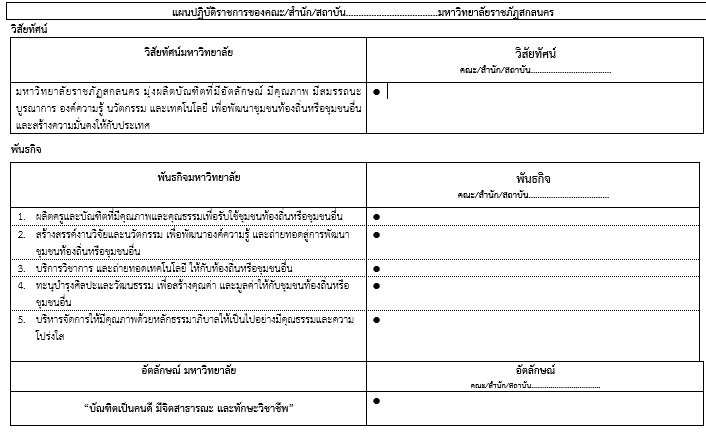 แผนปฏิบัติราชการของคณะ/สำนัก/สถาบัน......................................มหาวิทยาลัยราชภัฏสกลนคร
วิสัยทัศน์
วิสัยทัศน์มหาวิทยาลัย
วิสัยทัศน์
คณะ/สำนัก/สถาบัน......................................
มหาวิทยาลัยราชภัฏสกลนคร มุ่งผลิตบัณฑิตที่มีอัตลักษณ์ มีคุณภาพ มีสมรรถนะ
บูรณาการ องค์ความรู้ นวัตกรรม และเทคโนโลยี เพื่อพัฒนาชุมชนท้องถิ่นหรือชุมชนอื่น
และสร้างความมั่นคงให้กับประเทศ
●
พันธกิจ
พันธกิจมหาวิทยาลัย
พันธกิจ
คณะ/สำนัก/สถาบัน......................................
1. ผลิตครูและบัณฑิตที่มีคุณภาพและคุณธรรมเพื่อรับใช้ชุมชนท้องถิ่นหรือชุมชนอื่น
●
2. สร้างสรรค์งานวิจัยและนวัตกรรม เพื่อพัฒนาองค์ความรู้ และถ่ายทอดสู่การพัฒนา
ชุมชนท้องถิ่นหรือชุมชนอื่น
●
3. บริการวิชาการ และถ่ายทอดเทคโนโลยี ให้กับท้องถิ่นหรือชุมชนอื่น
●
4. ทะนุบำรุงศิลปะและวัฒนธรรม เพื่อสร้างคุณค่า และมูลค่าให้กับชุมชนท้องถิ่นหรือ
ชุมชนอื่น
●
5. บริหารจัดการให้มีคุณภาพด้วยหลักธรรมาภิบาลให้เป็นไปอย่างมีคุณธรรมและความ
โปร่งใส
●
อัตลักษณ์ มหาวิทยาลัย
อัตลักษณ์
คณะ/สำนัก/สถาบัน......................................
“บัณฑิตเป็นคนดี มีจิตสาธารณะ และทักษะวิชาชีพ”
●